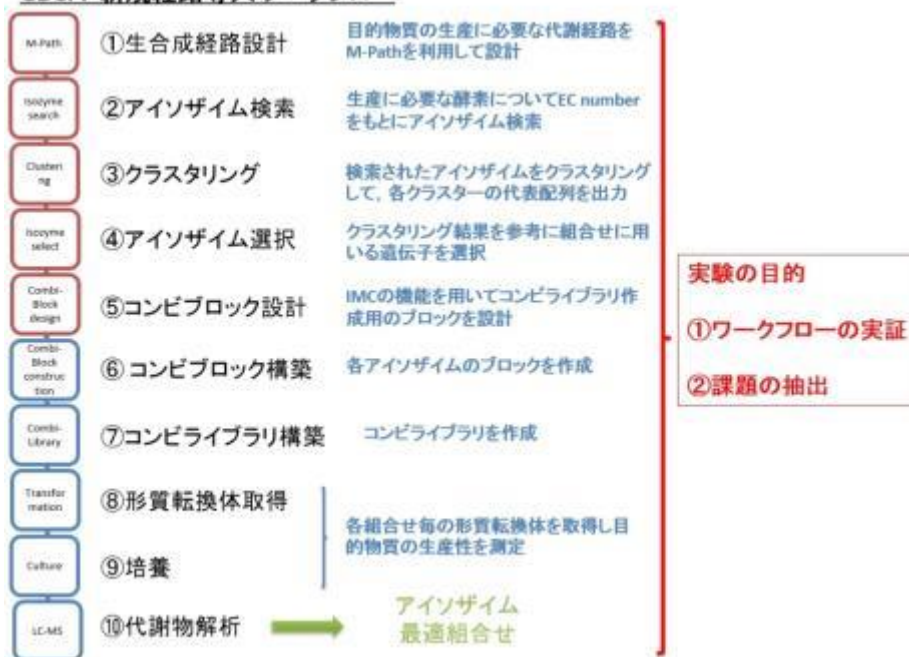 M-Path
①生合成経路設計
目的物質の生産に必要な代謝経路を
M-Pathを利用して設計
Isozyme
search
②アイソザイム検索
生産に必要な酵素についてEC number
をもとにアイソザイム検索
Clusteri
ng
③クラスタリング
検索されたアイソザイムをクラスタリング
して，各クラスターの代表配列を出力
Isozyme
select
④アイソザイム選択
クラスタリング結果を参考に組合せに用
いる遺伝子を選択
Combi-
Block
design
⑤コンビブロック設計
IMCの機能を用いてコンビライブラリ作
成用のブロックを設計
Combi-
Block
construc
tion
⑥コンビブロック構築
各アイソザイムのブロックを作成
Combi-
Library
⑦コンビライブラリ構築
コンビライブラリを作成
Transfor
mation
⑧形質転換体取得
Culture
⑨培養
各組合せ毎の形質転換体を取得し目
的物質の生産性を測定
LC-MS
⑩代謝物解析
アイソザイム
最適組合せ
実験の目的
①ワークフローの実証
②課題の抽出